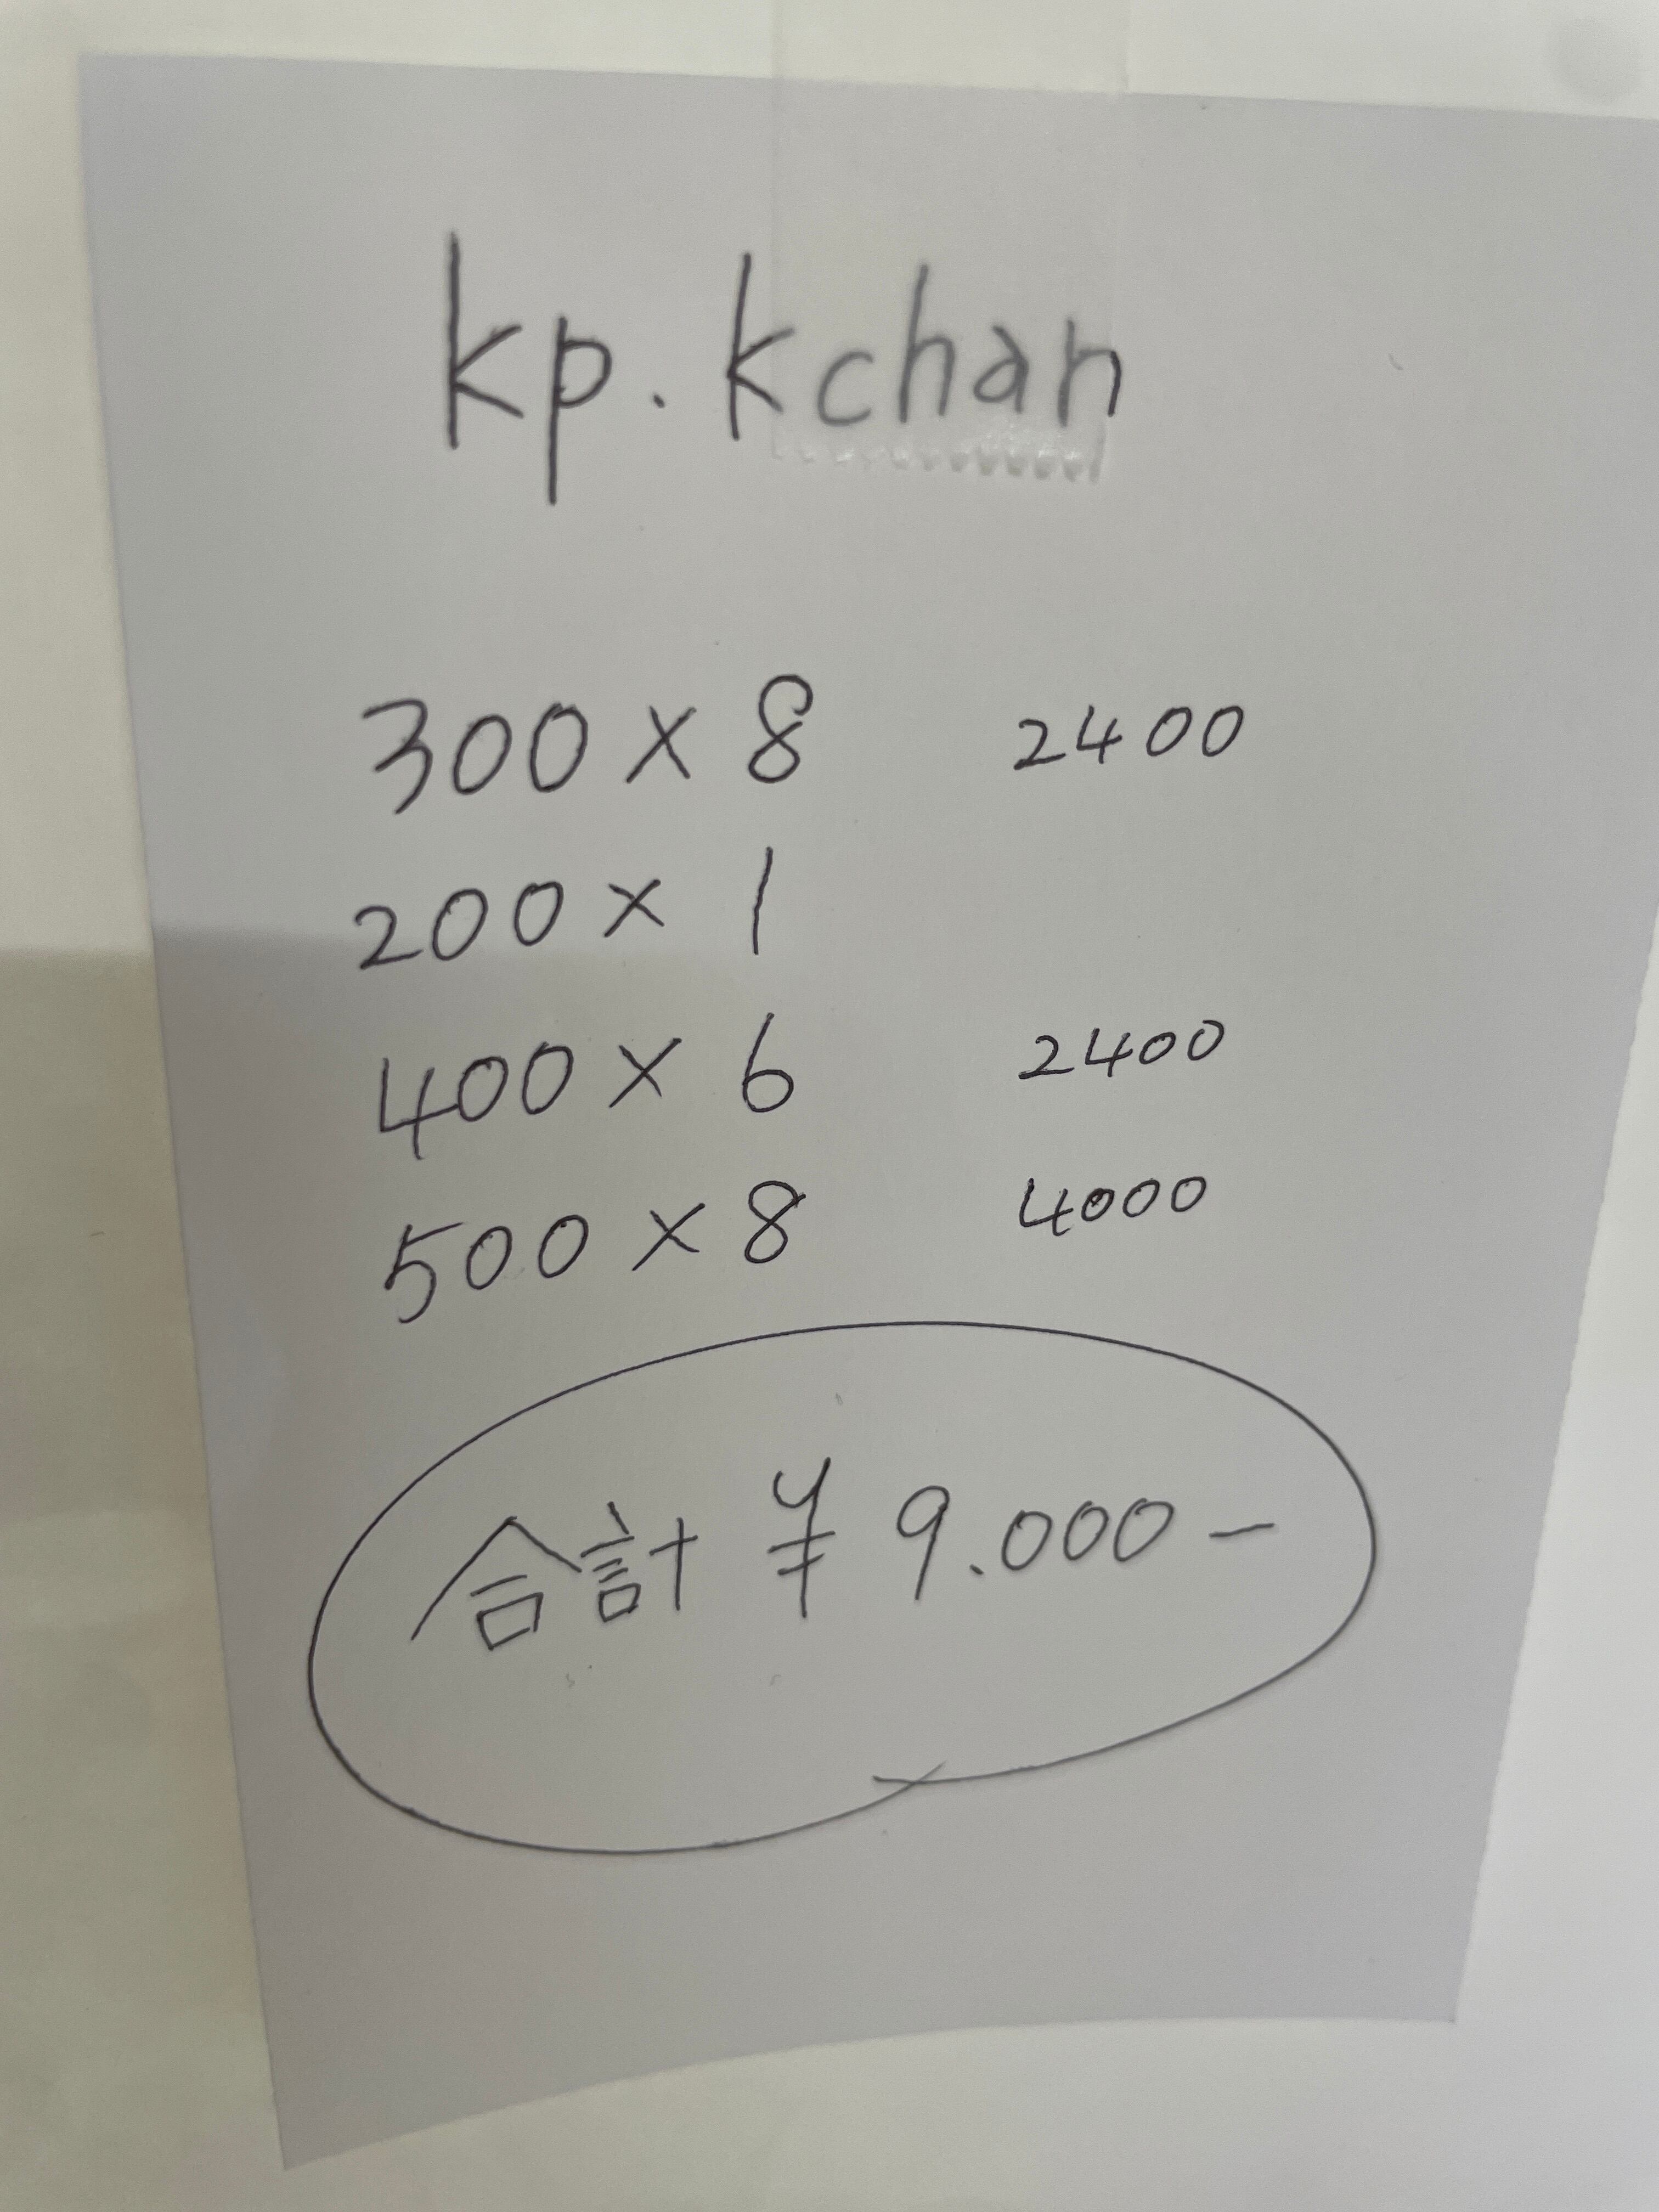 kp.kchan
300 × 8 2400
200 × 1
400 × 6 2400
500 × 8 4000
合計 ¥ 9.000 −